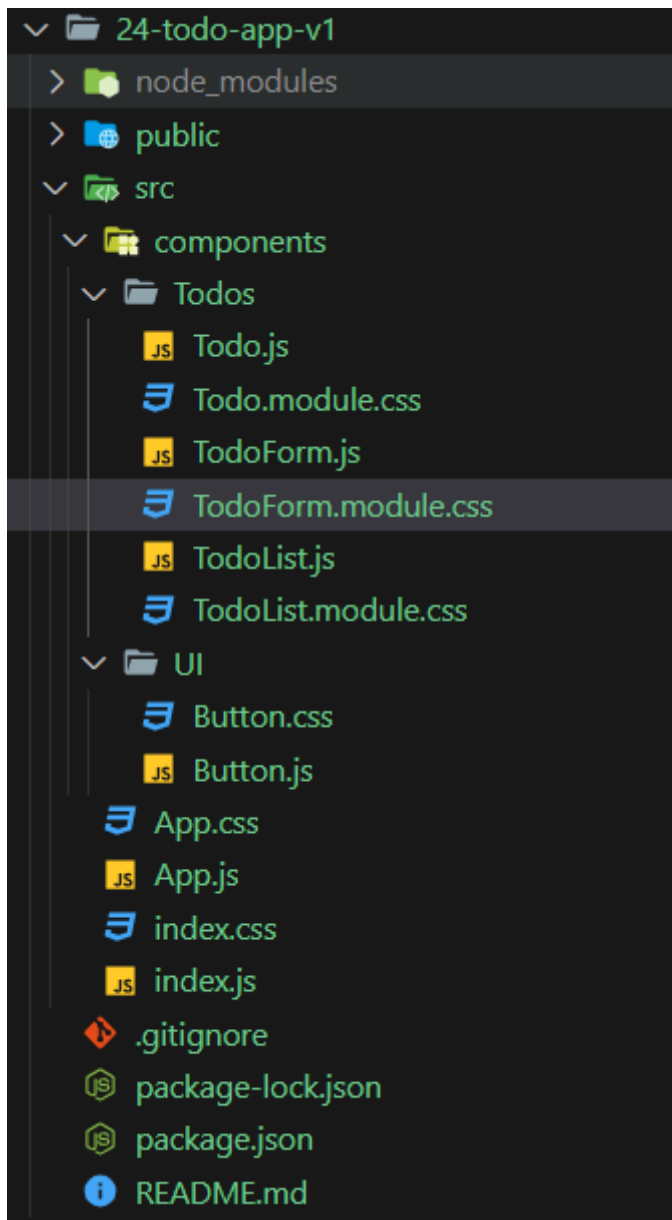 24-todo-app-v1
node_modules
public
src
components
Todos
Todo.js
Todo.module.css
TodoForm.js
TodoForm.module.css
TodoList.js
TodoList.module.css
UI
Button.css
Button.js
App.css
App.js
index.css
index.js
.gitignore
package-lock.json
package.json
README.md